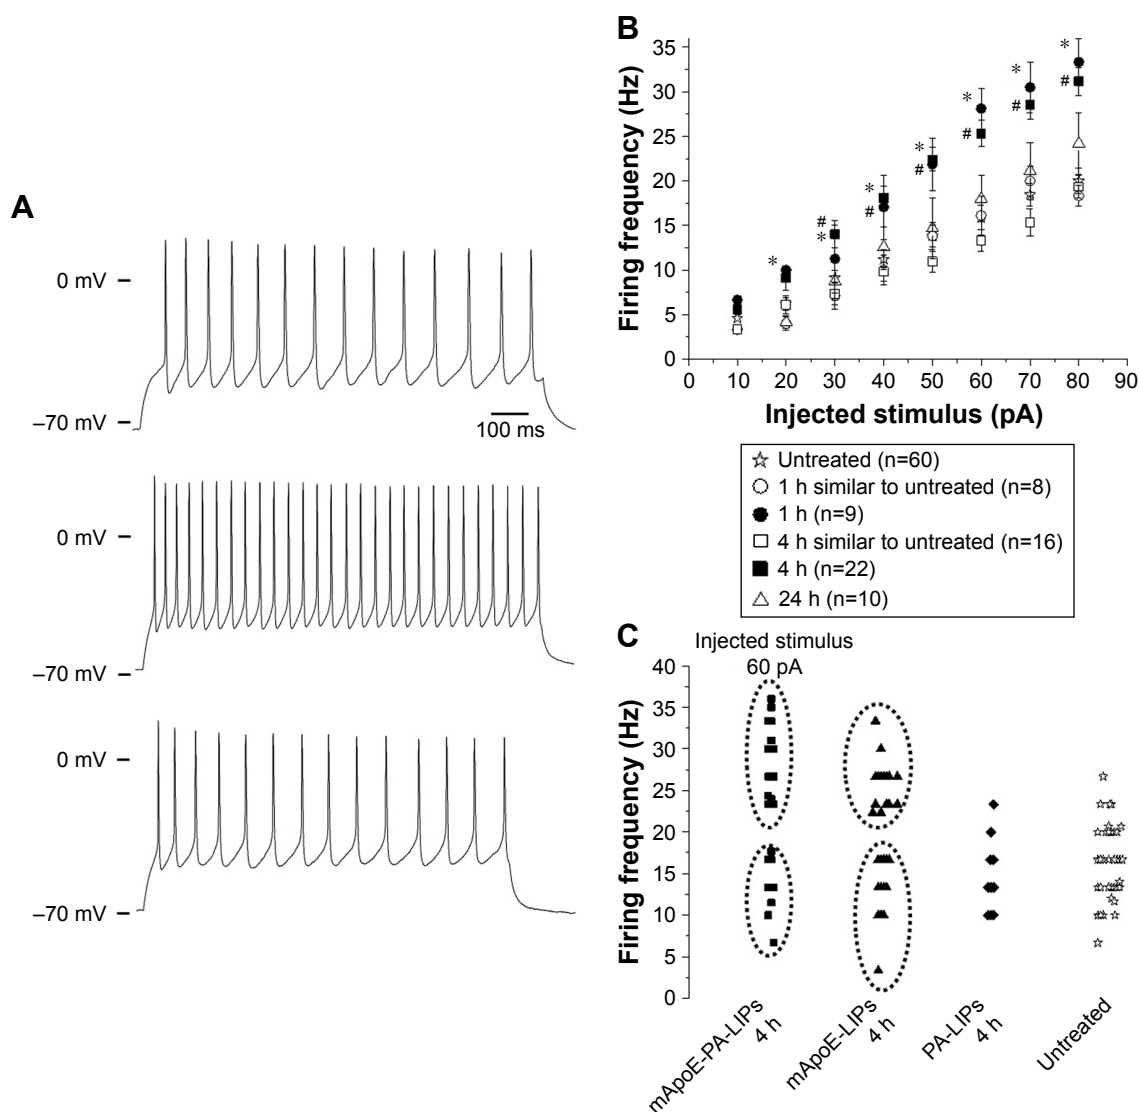 A
0 mV
–70 mV
100 ms
0 mV
–70 mV
0 mV
–70 mV
B
Firing frequency (Hz)
35
30
25
20
15
10
5
0
* # * # * # * # * # # * *
0 10 20 30 40 50 60 70 80 90
Injected stimulus (pA)
Untreated (n=60)
1 h similar to untreated (n=8)
1 h (n=9)
4 h similar to untreated (n=16)
4 h (n=22)
24 h (n=10)
C
Injected stimulus
60 pA
Firing frequency (Hz)
40
35
30
25
20
15
10
5
0
mApoE-PA-LIPs
4 h
mApoE-LIPs
4 h
PA-LIPs
4 h
Untreated